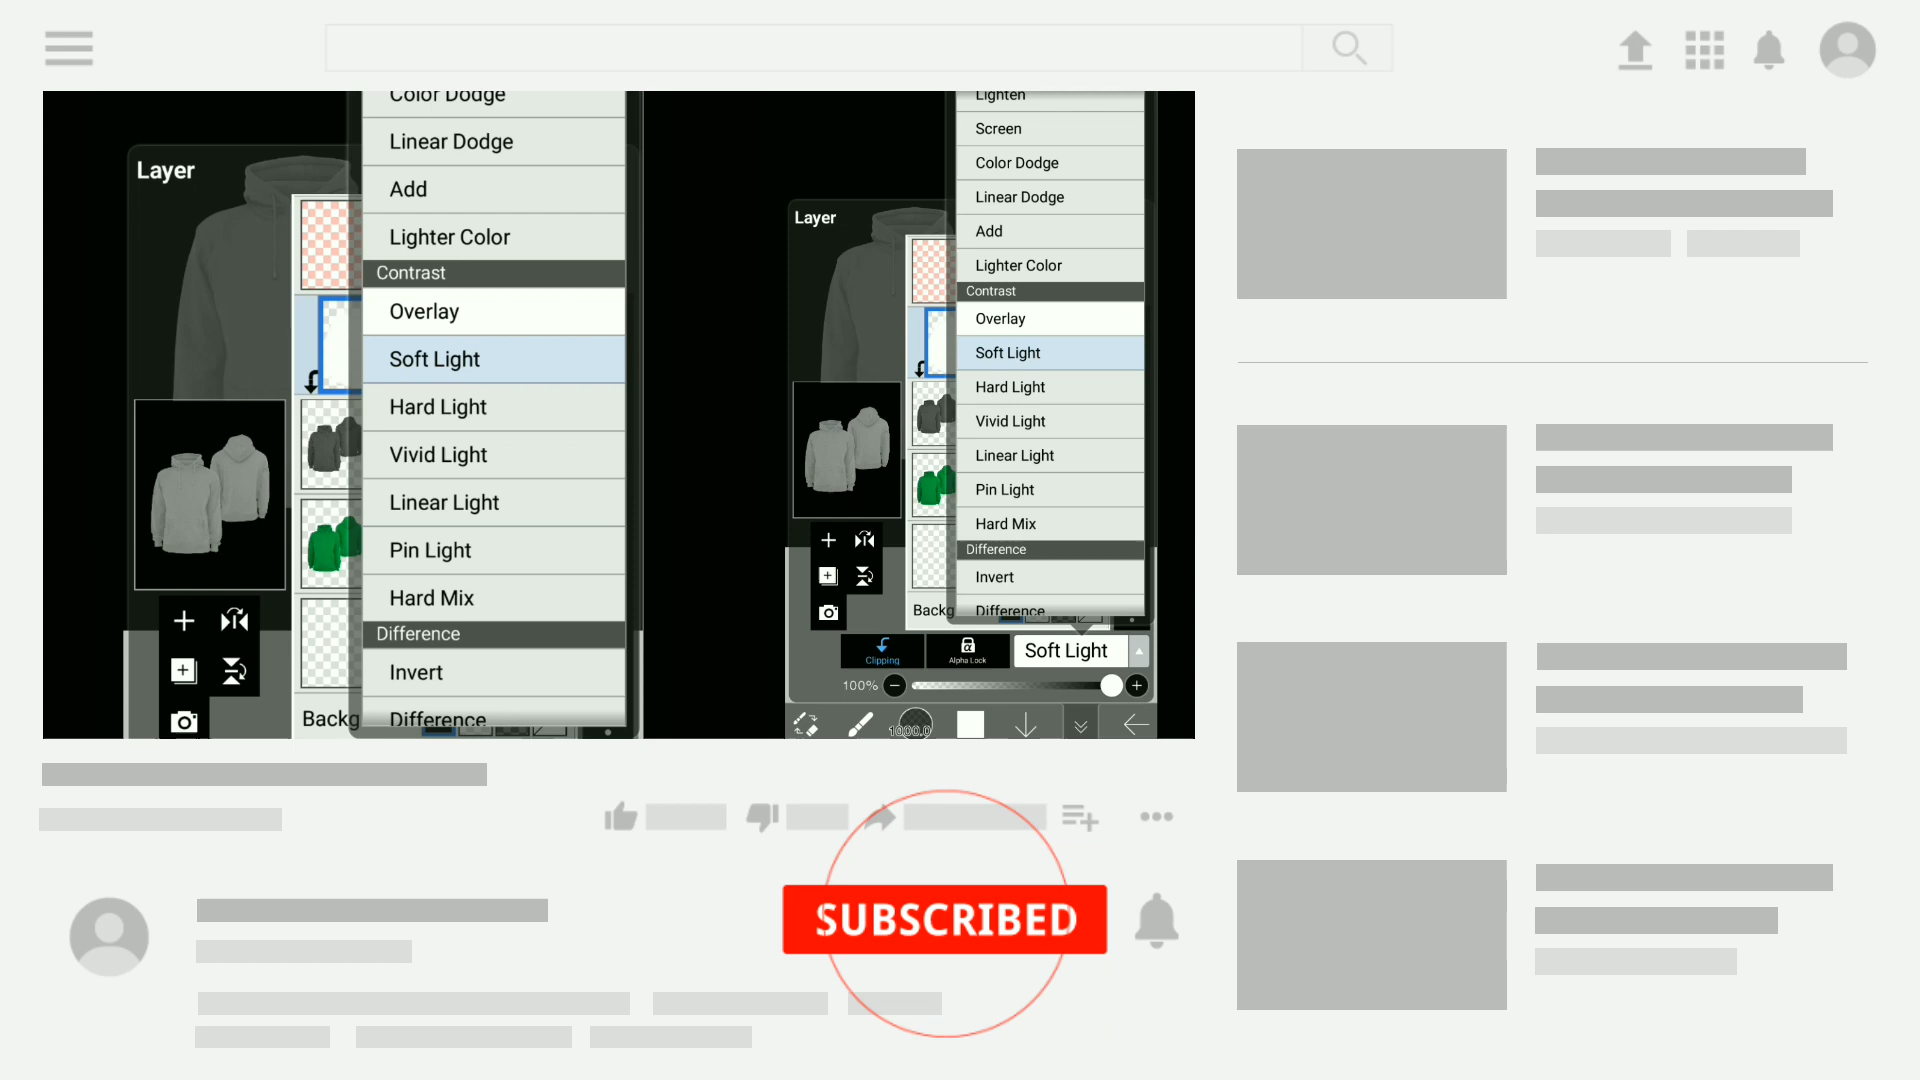 Color Dodge
Linear Dodge
Add
Lighter Color
Contrast
Overlay
Soft Light
Hard Light
Vivid Light
Linear Light
Pin Light
Hard Mix
Difference
Invert
Difference
Layer
Backg
Lighten
Screen
Color Dodge
Linear Dodge
Add
Lighter Color
Contrast
Overlay
Soft Light
Hard Light
Vivid Light
Linear Light
Pin Light
Hard Mix
Difference
Invert
Difference
Layer
Backg
Clipping
Alpha Lock
Soft Light
100%
1000.0
SUBSCRIBED